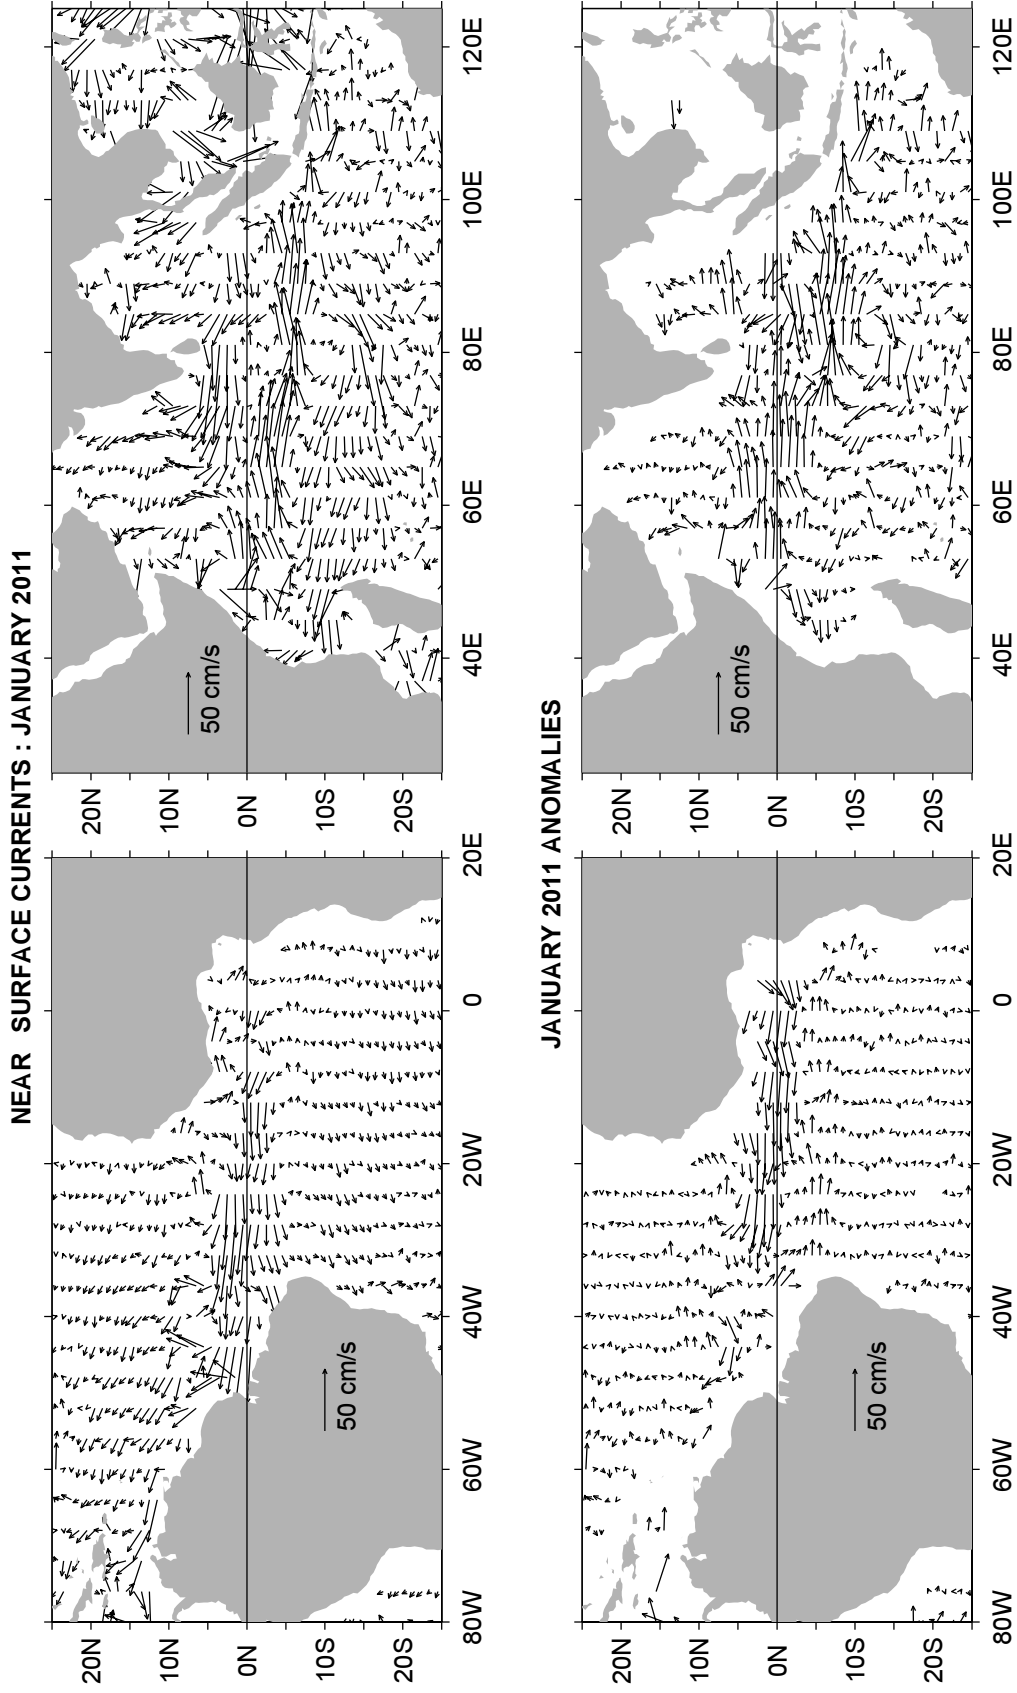 NEAR SURFACE CURRENTS : JANUARY 2011
20N
10N
0N
10S
20S
80W
60W
40W
20W
0
20E
50 cm/s
20N
10N
0N
10S
20S
40E
60E
80E
100E
120E
50 cm/s
JANUARY 2011 ANOMALIES
20N
10N
0N
10S
20S
80W
60W
40W
20W
0
20E
50 cm/s
20N
10N
0N
10S
20S
40E
60E
80E
100E
120E
50 cm/s